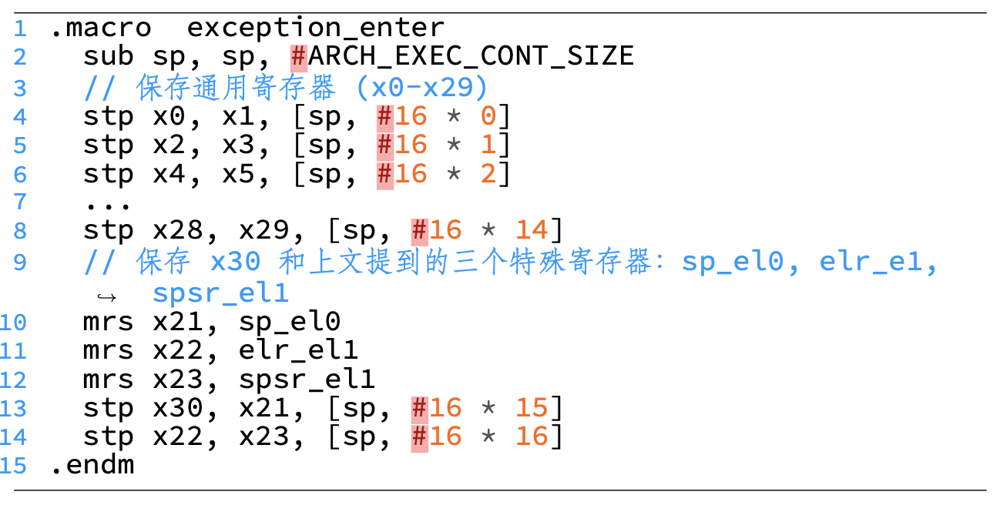 1 .macro  exception_enter
2   sub sp, sp, #ARCH_EXEC_CONT_SIZE
3   // 保存通用寄存器 (x0-x29)
4   stp x0, x1, [sp, #16 * 0]
5   stp x2, x3, [sp, #16 * 1]
6   stp x4, x5, [sp, #16 * 2]
7   ...
8   stp x28, x29, [sp, #16 * 14]
9   // 保存 x30 和上文提到的三个特殊寄存器: sp_el0, elr_e1,
↪  spsr_el1
10   mrs x21, sp_el0
11   mrs x22, elr_el1
12   mrs x23, spsr_el1
13   stp x30, x21, [sp, #16 * 15]
14   stp x22, x23, [sp, #16 * 16]
15 .endm